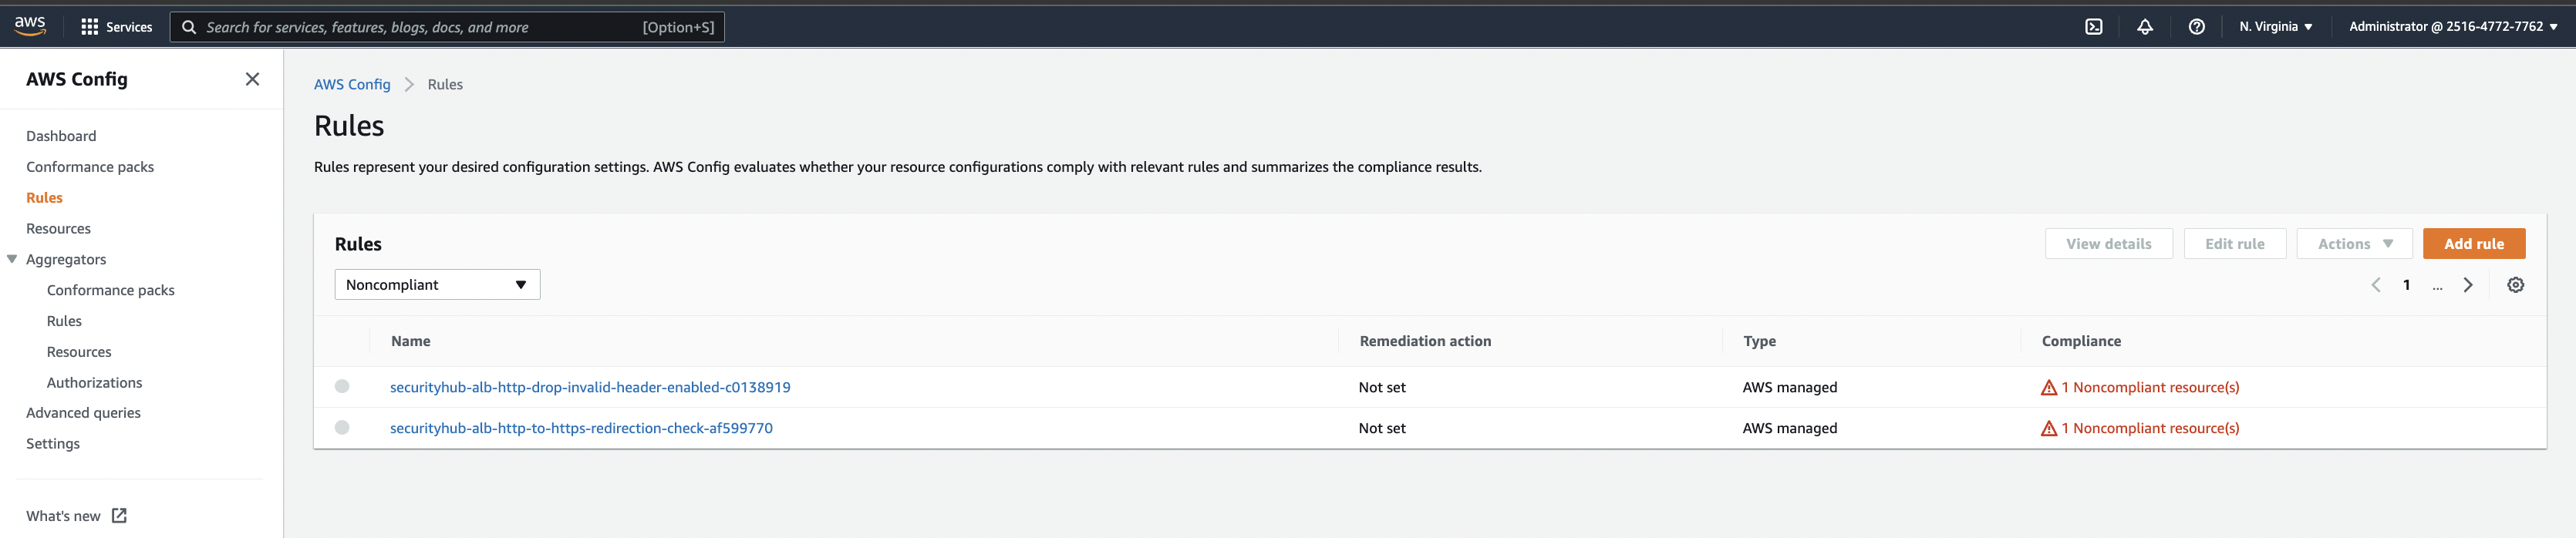 aws Services Search for services, features, blogs, docs, and more [Option+S] N. Virginia Administrator @ 2516-4772-7762
AWS Config
Dashboard
Conformance packs
Rules
Resources
Aggregators
Conformance packs
Rules
Resources
Authorizations
Advanced queries
Settings
What's new
AWS Config Rules
Rules
Rules represent your desired configuration settings. AWS Config evaluates whether your resource configurations comply with relevant rules and summarizes the compliance results.
Rules View details Edit rule Actions Add rule
Noncompliant 1 ...
Name Remediation action Type Compliance
securityhub-alb-http-drop-invalid-header-enabled-c0138919 Not set AWS managed 1 Noncompliant resource(s)
securityhub-alb-http-to-https-redirection-check-af599770 Not set AWS managed 1 Noncompliant resource(s)